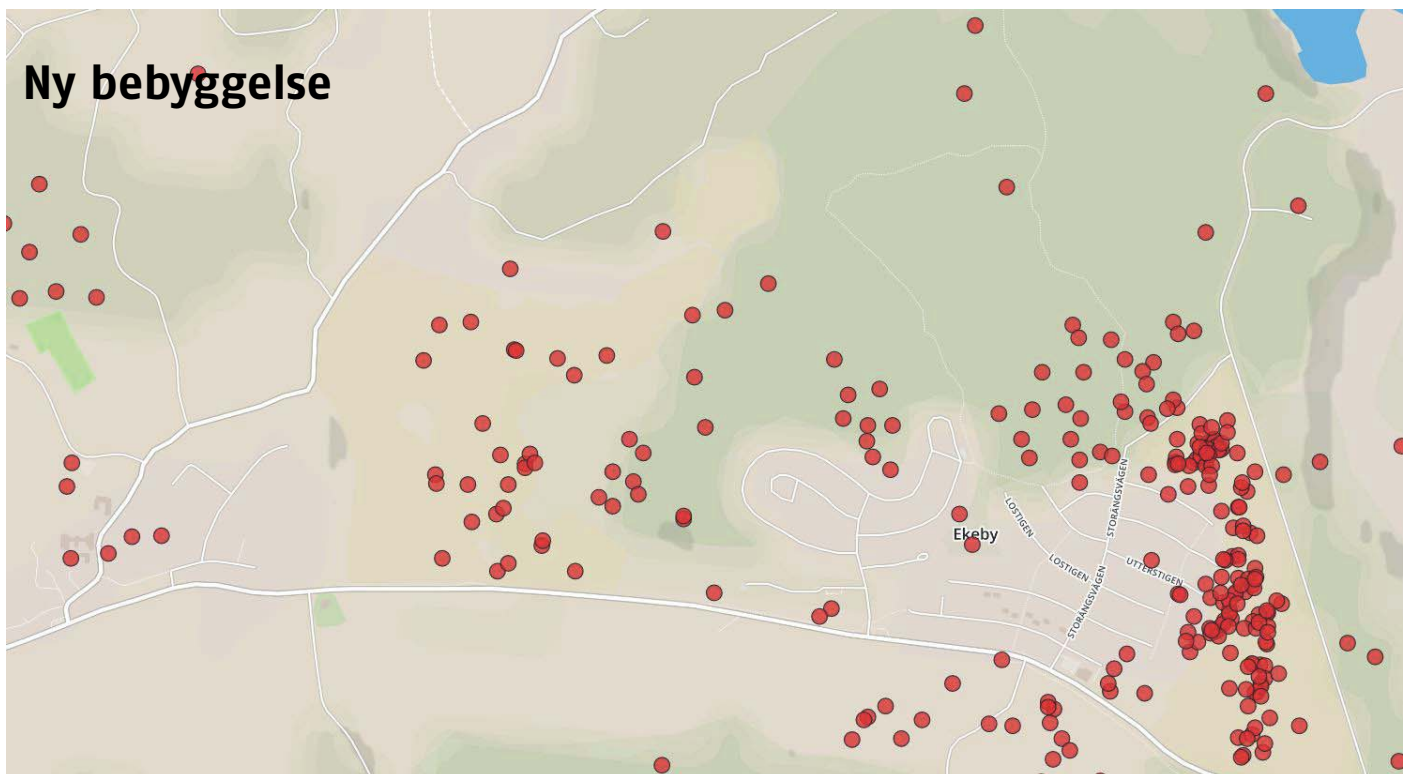 Ny bebyggelse
STORÄNGSVÄGEN
LOSTIGEN
Ekeby
LOSTIGEN
UTTERSTIGEN
STORÄNGSVÄGEN